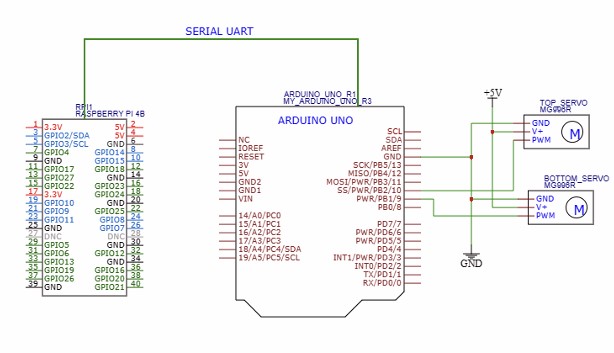 SERIAL UART
RPI1
RASPBERRY PI 4B
1 3.3V 5V 2
3 GPIO2/SDA 5V 4
5 GPIO3/SCL GND 6
7 GPIO4 GPIO14 8
9 GND GPIO15 10
11 GPIO17 GPIO18 12
13 GPIO27 GND 14
15 GPIO22 GPIO23 16
17 3.3V GPIO24 18
19 GPIO10 GND 20
21 GPIO9 GPIO25 22
23 GPIO11 GPIO8 24
25 GND GPIO7 26
27 DNC DNC 28
29 GPIO5 GND 30
31 GPIO6 GPIO12 32
33 GPIO13 GND 34
35 GPIO19 GPIO16 36
37 GPIO26 GPIO20 38
39 GND GPIO21 40
ARDUINO_UNO_R1
MY_ARDUINO_UNO_R3
ARDUINO UNO
NC
IOREF
RESET
3V
5V
GND2
GND1
VIN
14/A0/PC0
15/A1/PC1
16/A2/PC2
17/A3/PC3
18/A4/PC4/SDA
19/A5/PC5/SCL
SCL
SDA
AREF
GND
SCK/PB5/13
MISO/PB4/12
MOSI/PWR/PB3/11
SS/PWR/PB2/10
PWR/PB1/9
PB0/8
PD7/7
PWR/PD6/6
PWR/PD5/5
PD4/4
INT1/PWR/PD3/3
INT0/PD2/2
TX/PD1/1
RX/PD0/0
+5V
GND
TOP_SERVO
MG996R
GND
V+
PWM
M
BOTTOM_SERVO
MG996R
GND
V+
PWM
M